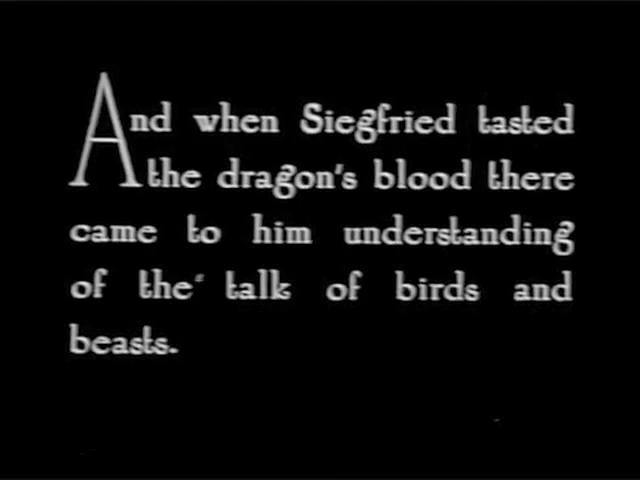 And when Siegfried tasted
the dragon's blood there
came to him understanding
of the talk of birds and
beasts.